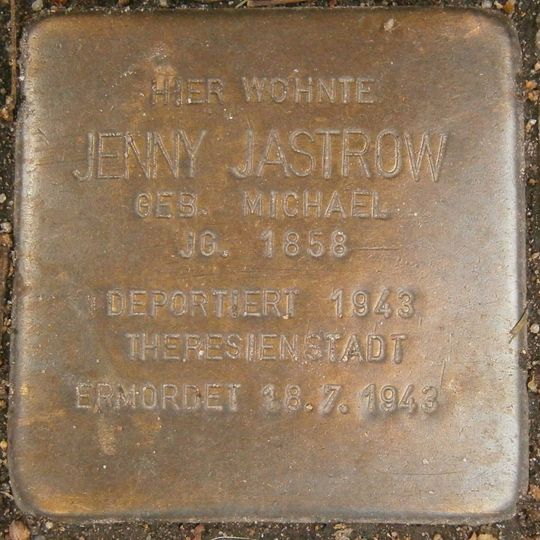 HIER WOHNTE
JENNY JASTROW
GEB. MICHAEL
JG. 1858
DEPORTIERT 1943
THERESIENSTADT
ERMORDET 18.7.1943